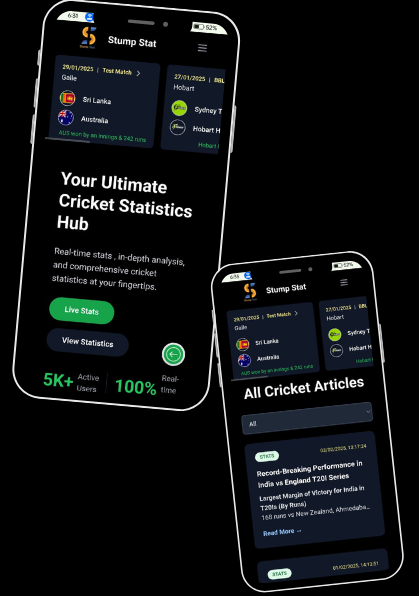 6:31
52%
Stump Stat
29/01/2025 | Test Match
Galle
Sri Lanka
Australia
AUS won by an innings & 242 runs
27/01/2025 | BBL
Hobart
Sydney T
Hobart H
Hobart
Your Ultimate
Cricket Statistics
Hub
Real-time stats , in-depth analysis,
and comprehensive cricket
statistics at your fingertips.
Live Stats
View Statistics
5K+ Active
Users
100% Real-
time
52%
Stump Stat
29/01/2025 | Test Match
Galle
Sri Lanka
Australia
AUS won by an innings & 242 runs
27/01/2025 | BBL
Hobart
Sydney T
Hobart H
Hobart
All Cricket Articles
All
STATS
03/02/2025, 13:17:24
Record-Breaking Performance in
India vs England T20I Series
Largest Margin of Victory for India in
T20Is (By Runs)
168 runs vs New Zealand, Ahmedaba...
Read More →
STATS
01/02/2025, 14:13:51